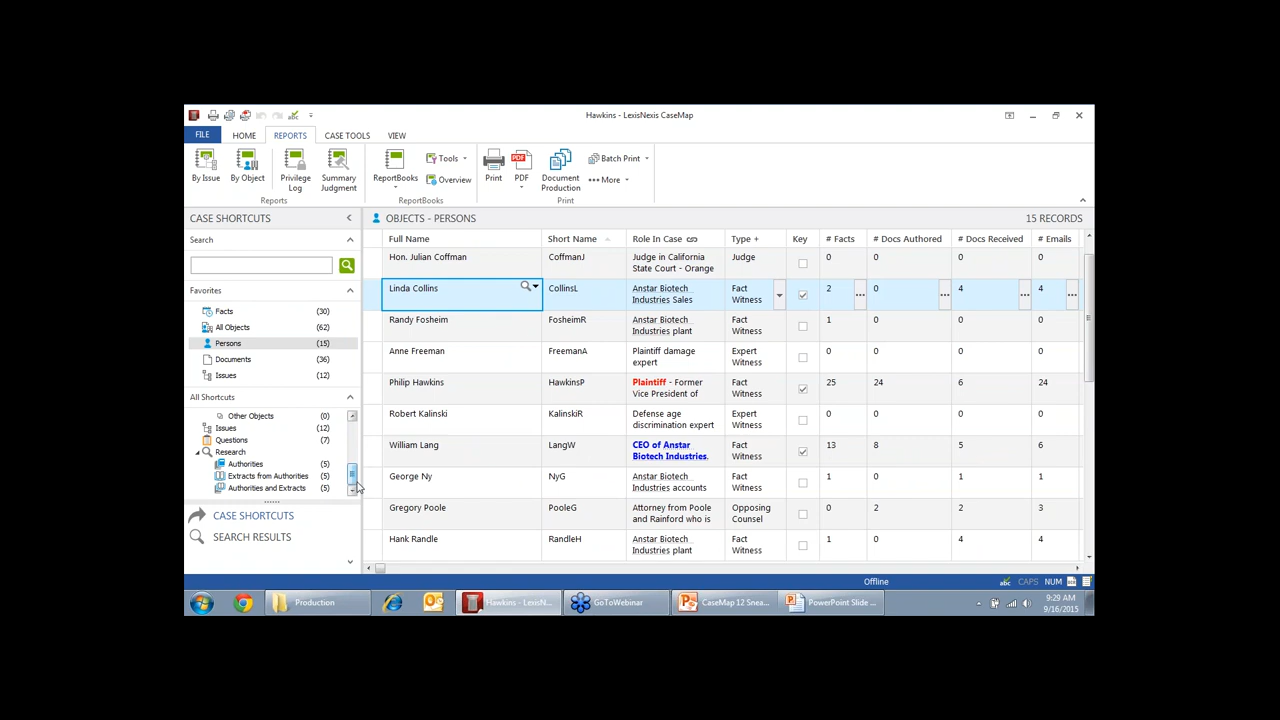 Hawkins - LexisNexis CaseMap
FILE HOME REPORTS CASE TOOLS VIEW
By Issue By Object Privilege Log Summary Judgment
Reports
ReportBooks Tools Overview
ReportBooks
Print PDF Document Production Batch Print More
Print
CASE SHORTCUTS
Search
Favorites
Facts (30)
All Objects (62)
Persons (15)
Documents (36)
Issues (12)
All Shortcuts
Other Objects (0)
Issues (12)
Questions (7)
Research
Authorities (5)
Extracts from Authorities (5)
Authorities and Extracts (5)
CASE SHORTCUTS
SEARCH RESULTS
OBJECTS - PERSONS 15 RECORDS
Full Name Short Name Role In Case Type + Key # Facts # Docs Authored # Docs Received # Emails
Hon. Julian Coffman CoffmanJ Judge in California Judge 0 0 0 0
State Court - Orange
Linda Collins CollinsL Anstar Biotech Fact 2 0 4 4
Industries Sales Witness
Randy Fosheim FosheimR Anstar Biotech Fact 1 0 0 0
Industries plant Witness
Anne Freeman FreemanA Plaintiff damage Expert 0 0 0 0
expert Witness
Philip Hawkins HawkinsP Plaintiff - Former Fact 25 24 6 24
Vice President of Witness
Robert Kalinski KalinskiR Defense age Expert 0 0 0 0
discrimination expert Witness
William Lang LangW CEO of Anstar Fact 13 8 5 6
Biotech Industries. Witness
George Ny NyG Anstar Biotech Fact 1 0 1 1
Industries accounts Witness
Gregory Poole PooleG Attorney from Poole Opposing 0 2 2 3
and Rainford who is Counsel
Hank Randle RandleH Anstar Biotech Fact 1 0 4 4
Industries plant Witness
Offline CAPS NUM
Production Hawkins - LexisN... GoToWebinar CaseMap 12 Snea... PowerPoint Slide ... 9:29 AM
9/16/2015